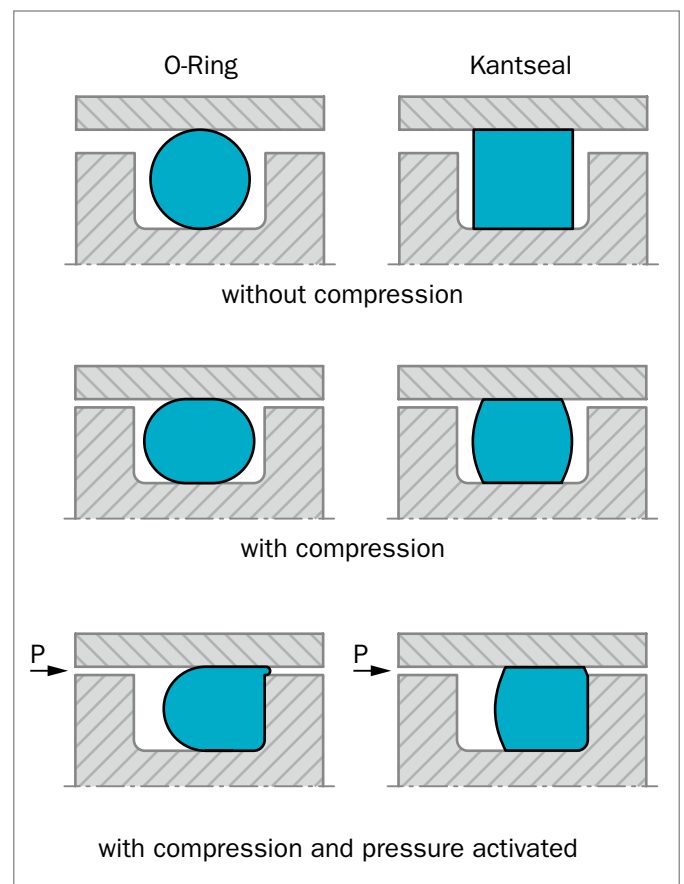 O-Ring
Kantseal
without compression
with compression
P
P
with compression and pressure activated